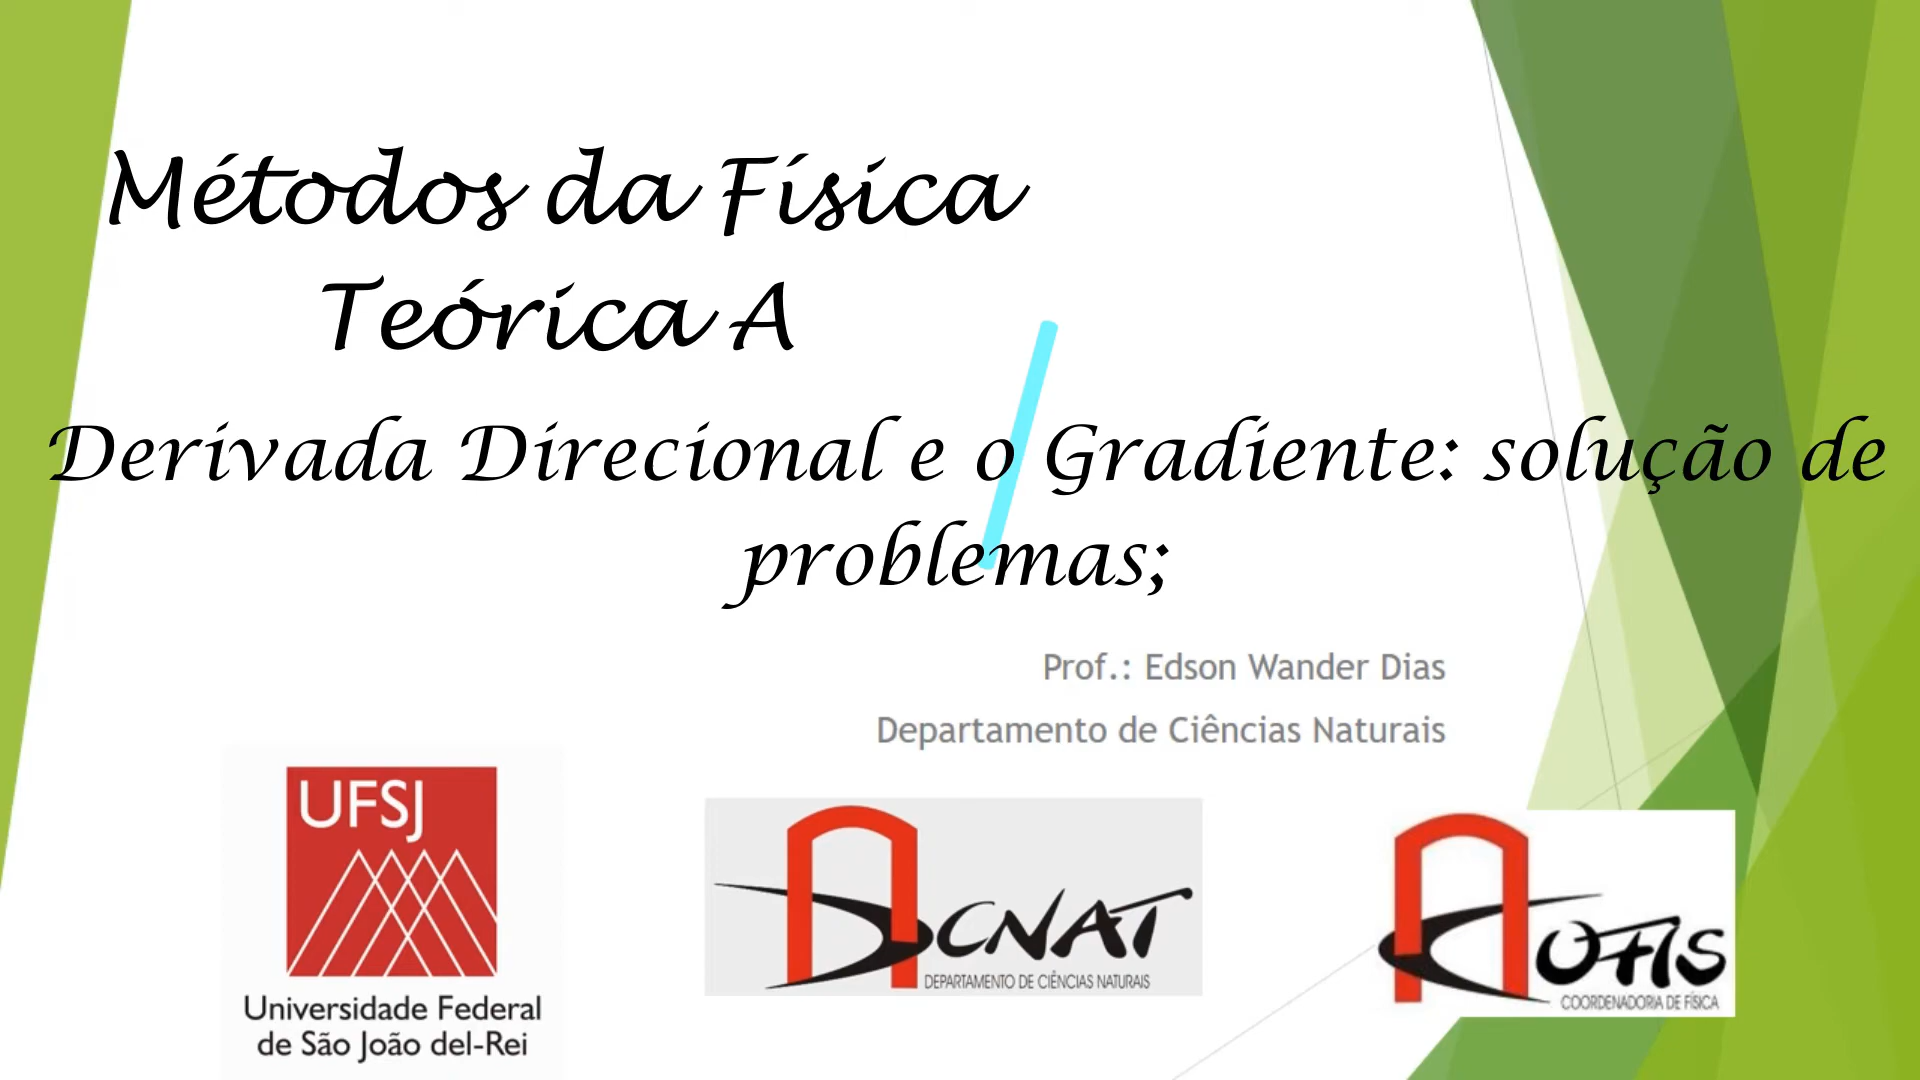 Métodos da Física
Teórica A
Derivada Direcional e o Gradiente: solução de
problemas;
Prof.: Edson Wander Dias
Departamento de Ciências Naturais
UFSJ
Universidade Federal
de São João del-Rei
DCNAT
DEPARTAMENTO DE CIÊNCIAS NATURAIS
COFIS
COORDENADORIA DE FÍSICA